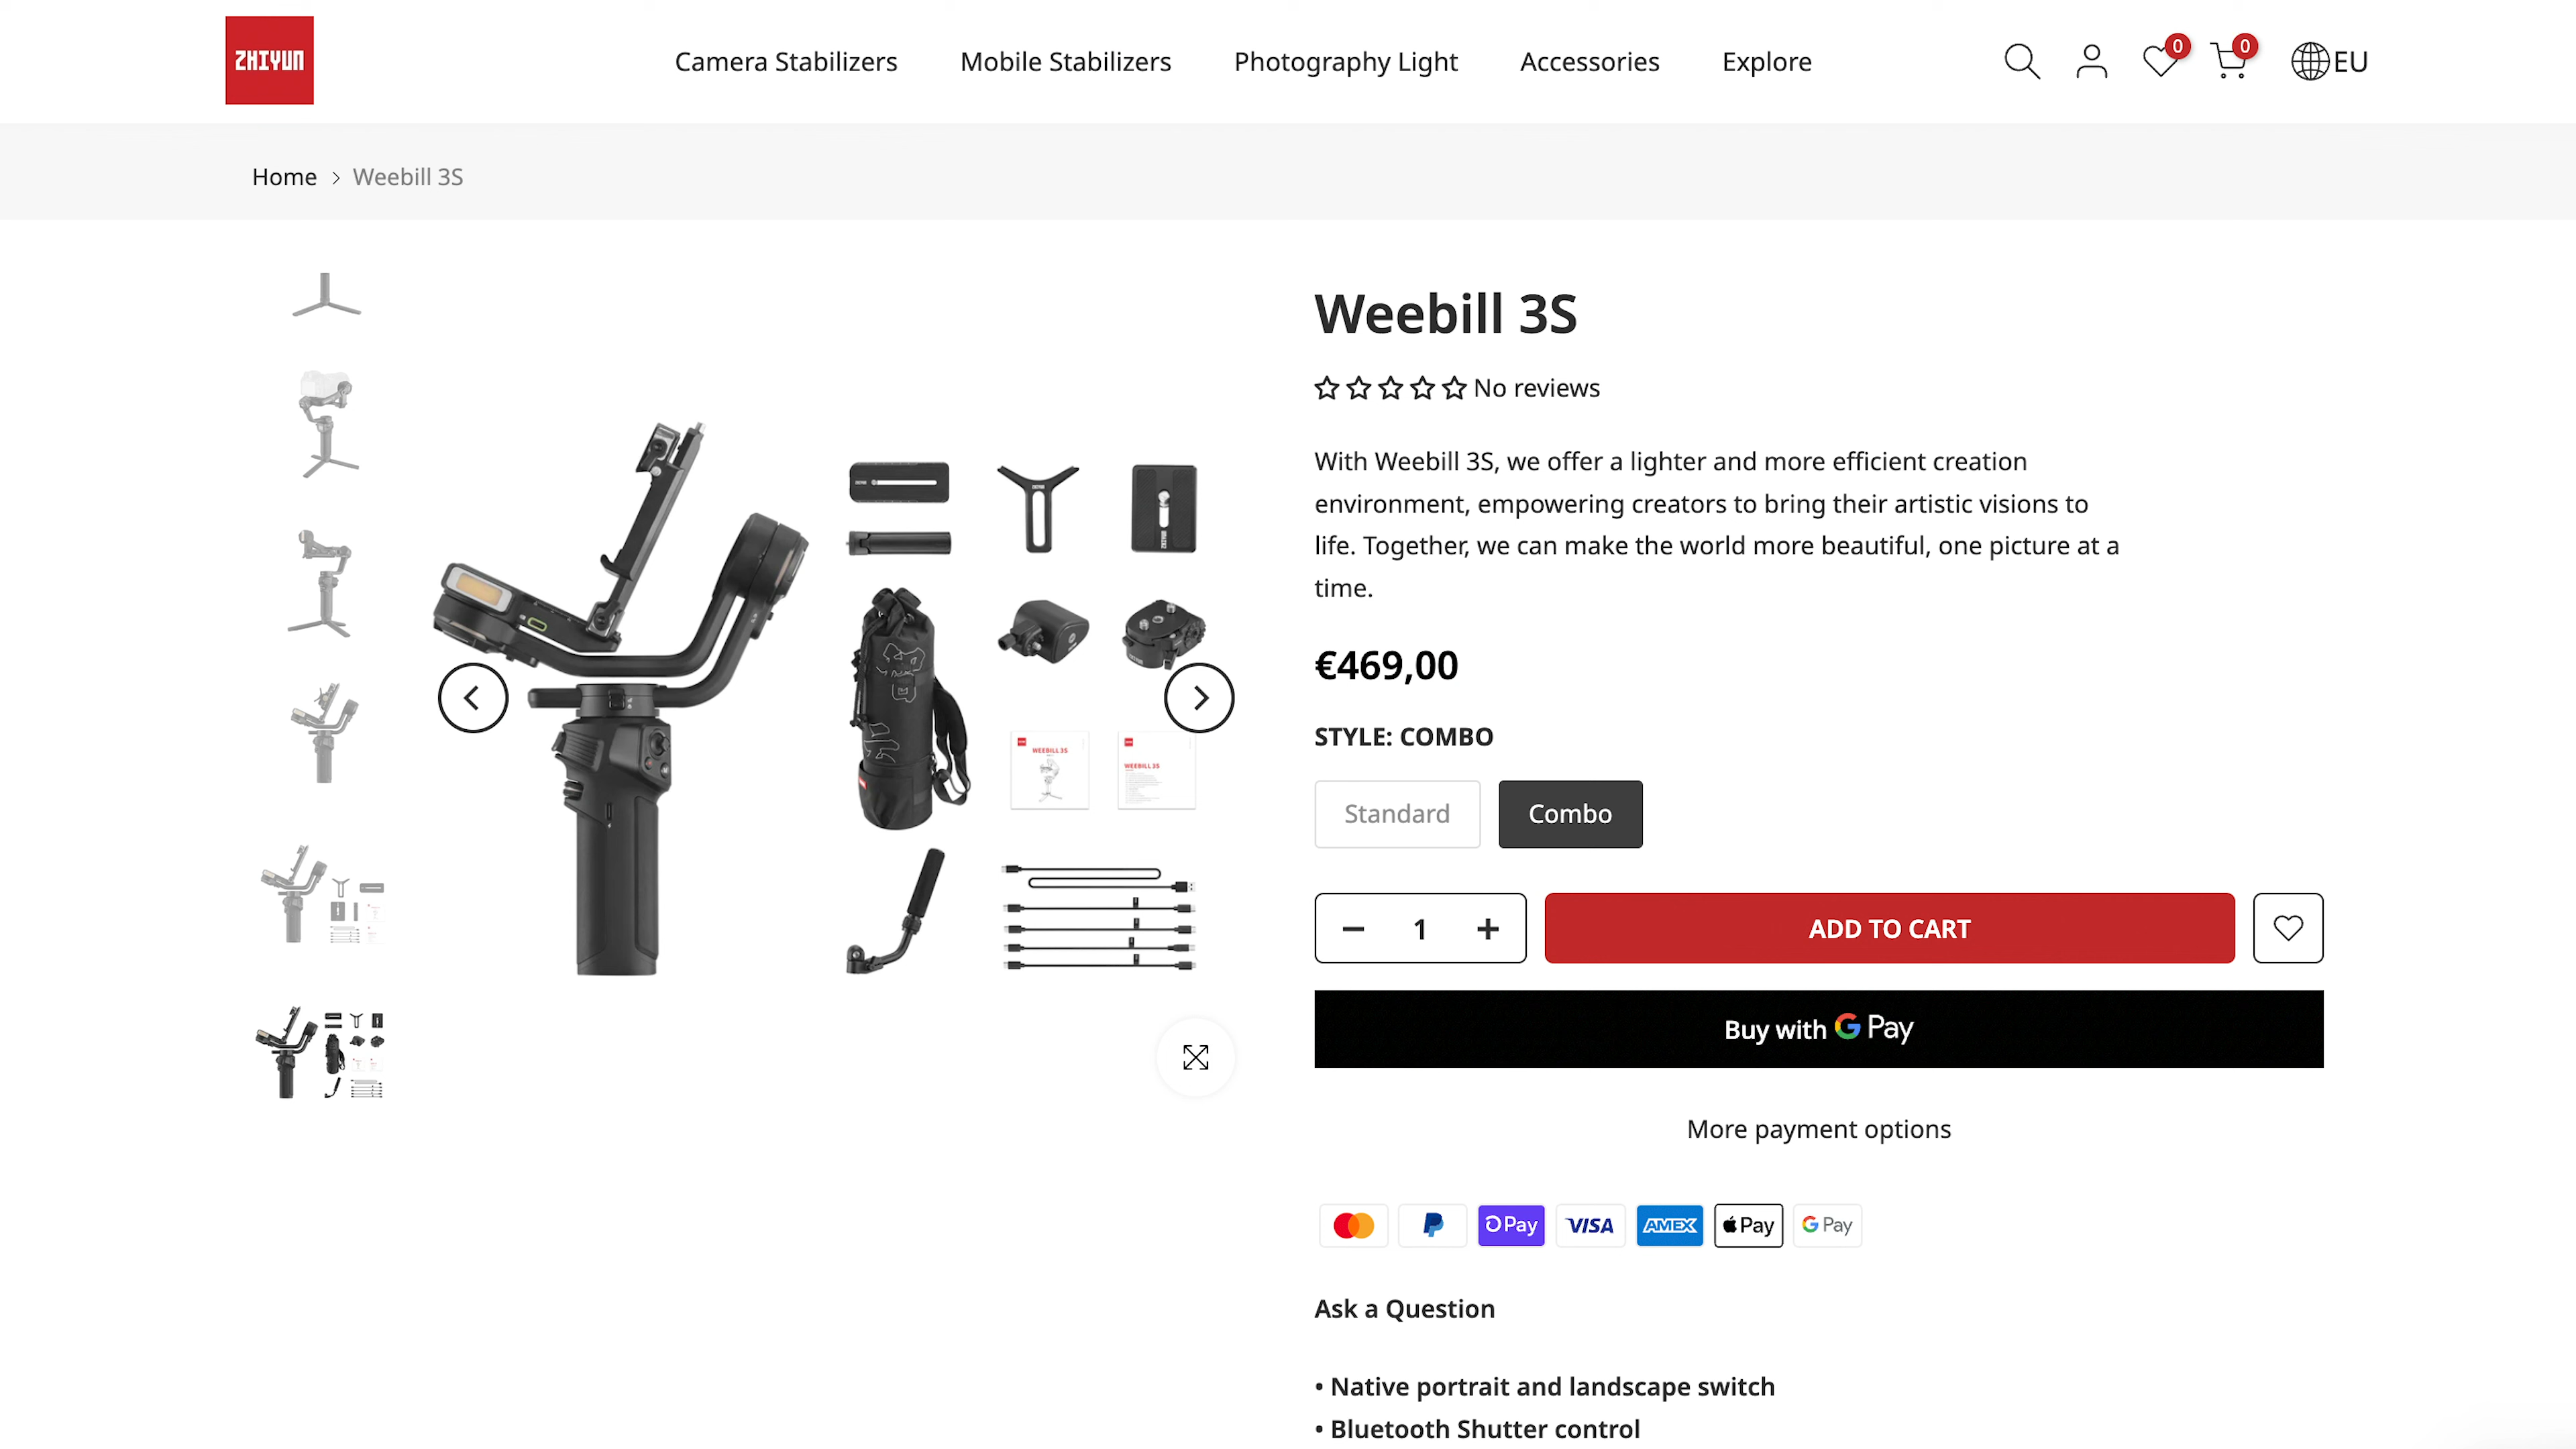 ZHIYUN
Camera Stabilizers
Mobile Stabilizers
Photography Light
Accessories
Explore
0
0
EU
Home > Weebill 3S
Weebill 3S
No reviews
With Weebill 3S, we offer a lighter and more efficient creation
environment, empowering creators to bring their artistic visions to
life. Together, we can make the world more beautiful, one picture at a
time.
€469,00
STYLE: COMBO
Standard
Combo
1
ADD TO CART
Buy with G Pay
More payment options
Pay
VISA
AMEX
Pay
G Pay
Ask a Question
• Native portrait and landscape switch
• Bluetooth Shutter control
WEEBILL 3S
WEEBILL 3S